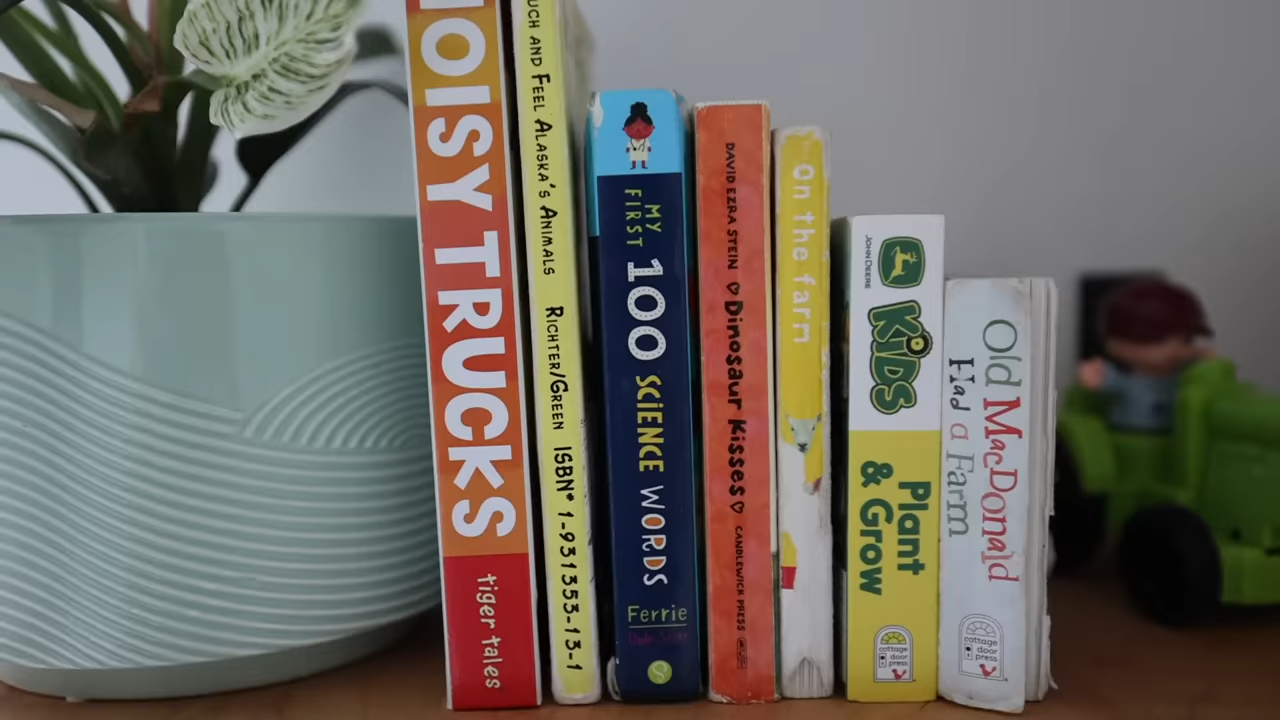 OISY TRUCKS
tiger tales
UCH AND FEEL ALASKA'S ANIMALS RICHTER/GREEN ISBN* 1-931353-13-1
MY
FIRST
100 SCIENCE WORDS
Ferrie
DAVID EZRA STEIN ♡ Dinosaur Kisses ♡ CANDLEWICK PRESS
On the farm
JOHN DEERE
KIDS
Plant
& Grow
cottage
door
press
Old MacDonald
Had a Farm
cottage
door
press